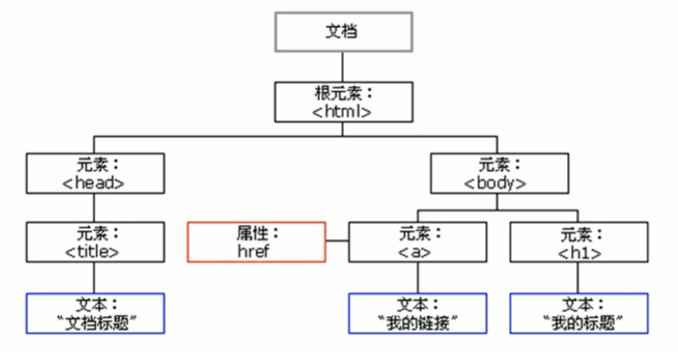 文档
根元素：
<html>
元素：
<head>
元素：
<body>
元素：
<title>
属性：
href
元素：
<a>
元素：
<h1>
文本：
“文档标题”
文本：
“我的链接”
文本：
“我的标题”